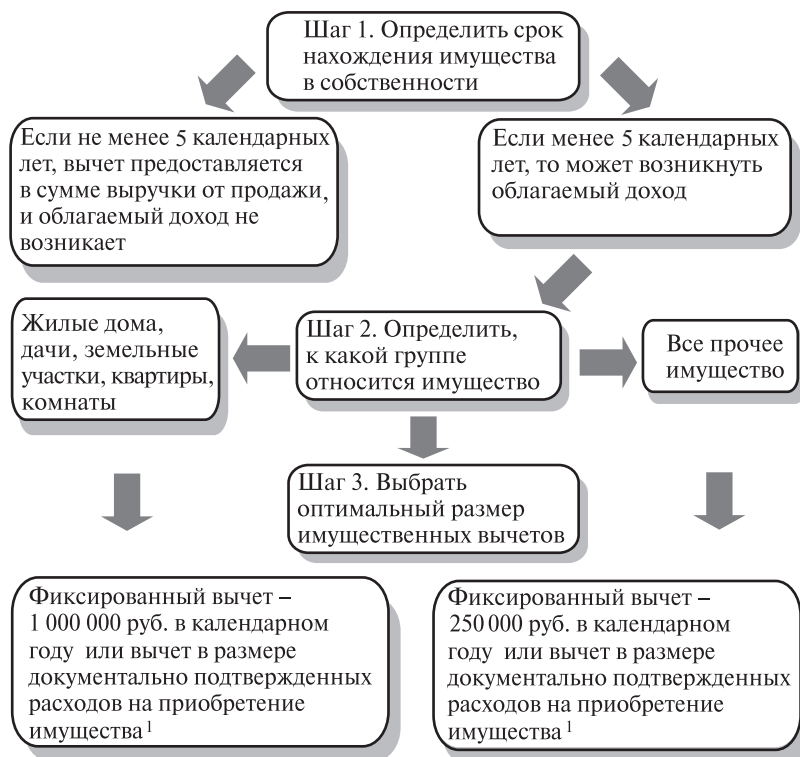 Шаг 1. Определить срок
нахождения имущества
в собственности
Если не менее 5 календарных
лет, вычет предоставляется
в сумме выручки от продажи,
и облагаемый доход не
возникает
Если менее 5 календарных
лет, то может возникнуть
облагаемый доход
Жилые дома,
дачи, земельные
участки, квартиры,
комнаты
Шаг 2. Определить,
к какой группе
относится имущество
Все прочее
имущество
Шаг 3. Выбрать
оптимальный размер
имущественных вычетов
Фиксированный вычет –
1 000 000 руб. в календарном
году или вычет в размере
документально подтвержденных
расходов на приобретение
имущества¹
Фиксированный вычет –
250 000 руб. в календарном
году или вычет в размере
документально подтвержденных
расходов на приобретение
имущества¹